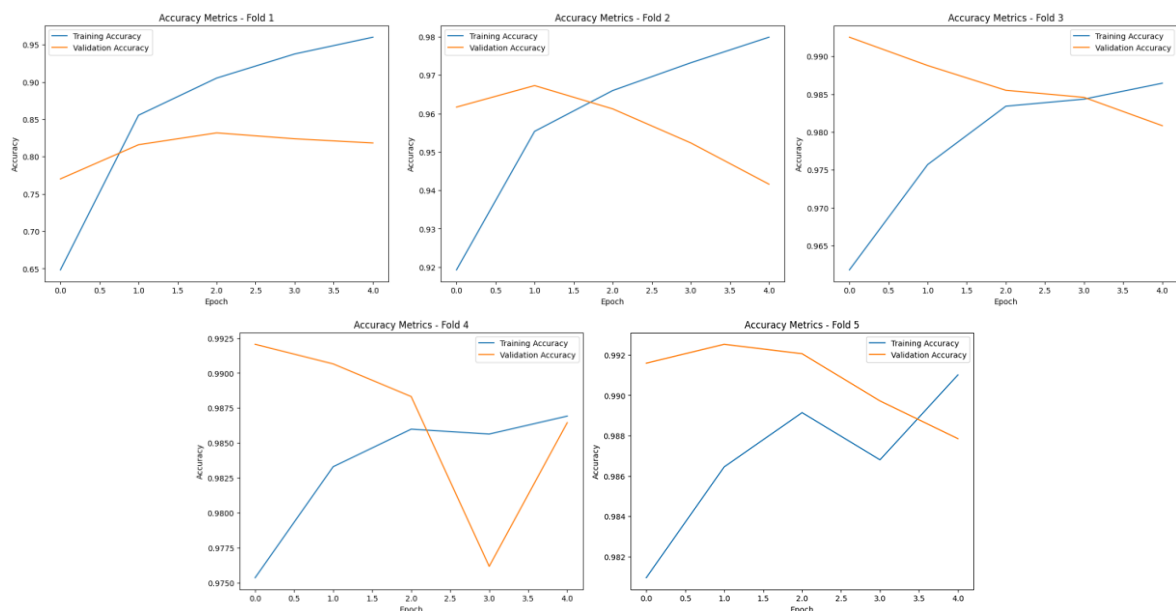 Accuracy Metrics - Fold 1
Training Accuracy
Validation Accuracy
0.95
0.90
0.85
0.80
0.75
0.70
0.65
Accuracy
0.0 0.5 1.0 1.5 2.0 2.5 3.0 3.5 4.0
Epoch
Accuracy Metrics - Fold 2
Training Accuracy
Validation Accuracy
0.98
0.97
0.96
0.95
0.94
0.93
0.92
Accuracy
0.0 0.5 1.0 1.5 2.0 2.5 3.0 3.5 4.0
Epoch
Accuracy Metrics - Fold 3
Training Accuracy
Validation Accuracy
0.990
0.985
0.980
0.975
0.970
0.965
Accuracy
0.0 0.5 1.0 1.5 2.0 2.5 3.0 3.5 4.0
Epoch
Accuracy Metrics - Fold 4
Training Accuracy
Validation Accuracy
0.9925
0.9900
0.9875
0.9850
0.9825
0.9800
0.9775
0.9750
Accuracy
0.0 0.5 1.0 1.5 2.0 2.5 3.0 3.5 4.0
Epoch
Accuracy Metrics - Fold 5
Training Accuracy
Validation Accuracy
0.992
0.990
0.988
0.986
0.984
0.982
Accuracy
0.0 0.5 1.0 1.5 2.0 2.5 3.0 3.5 4.0
Epoch